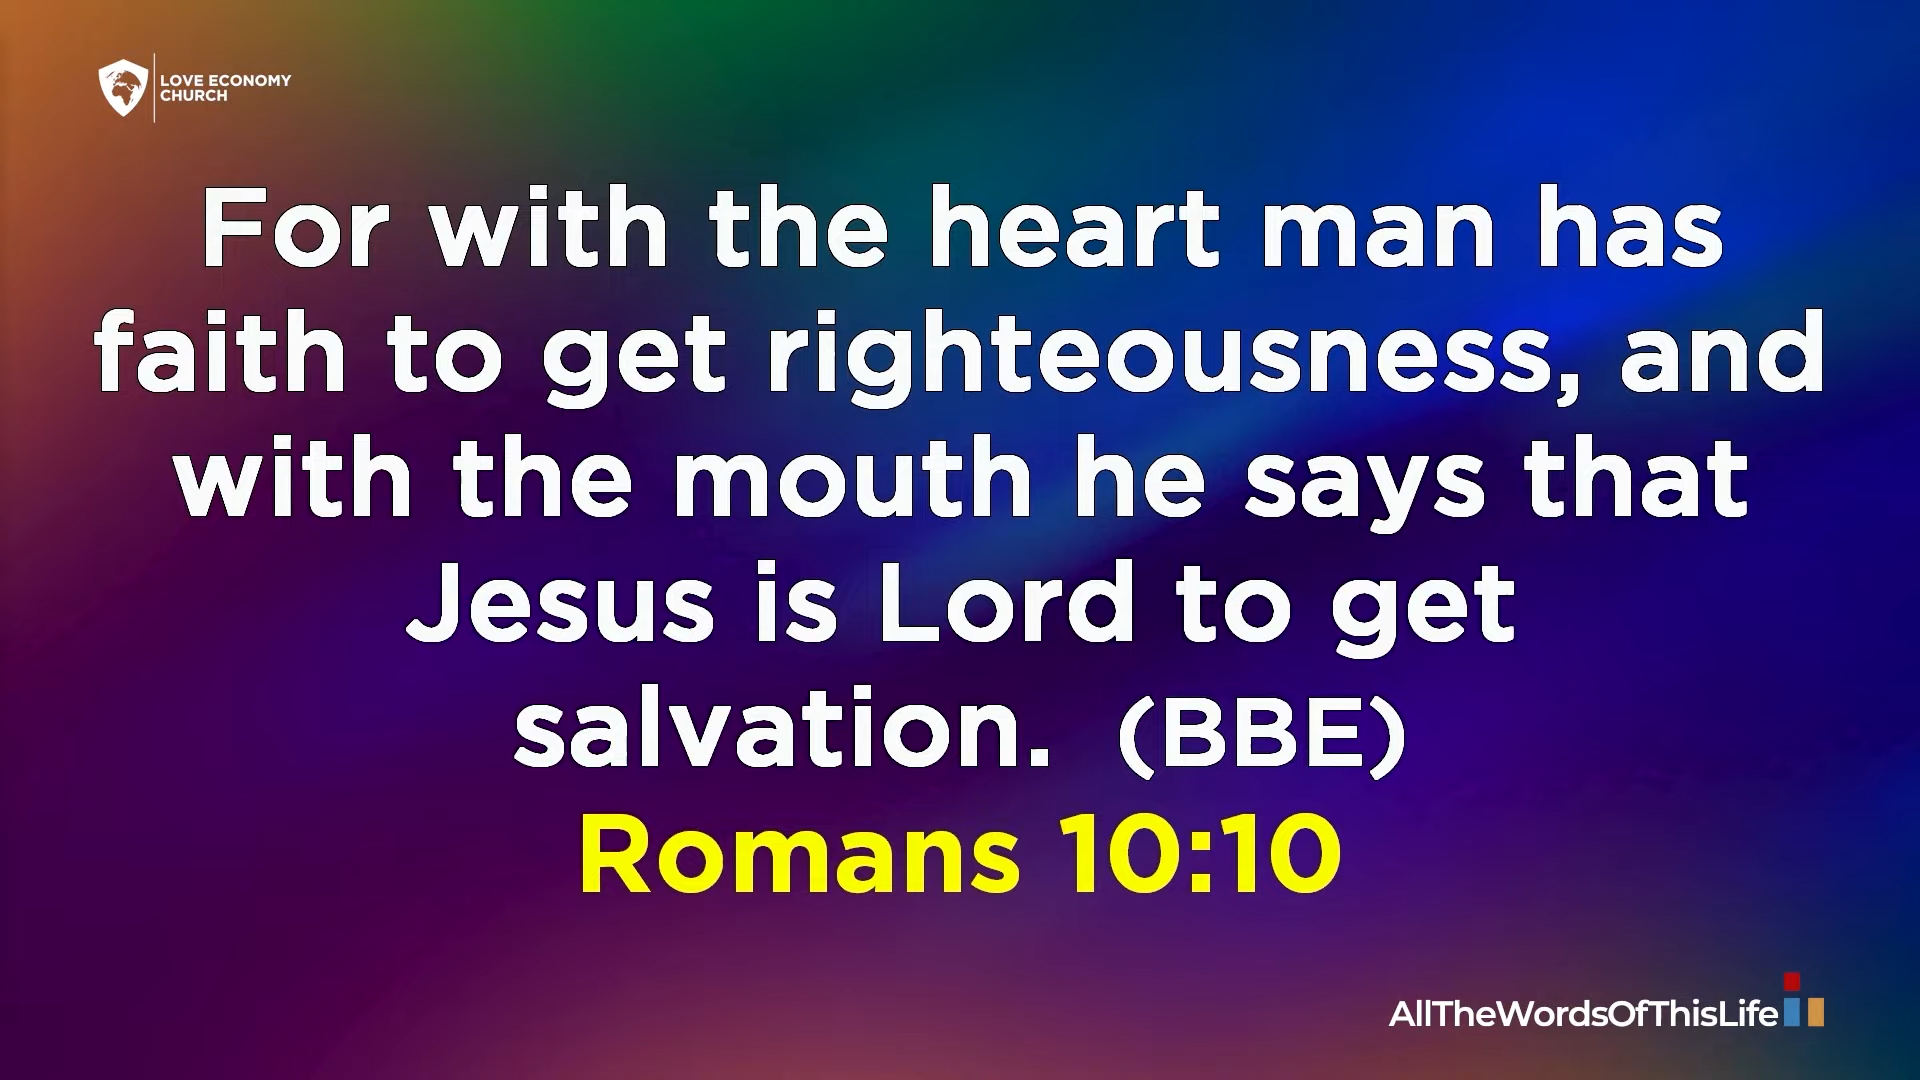 LOVE ECONOMY
CHURCH
For with the heart man has
faith to get righteousness, and
with the mouth he says that
Jesus is Lord to get
salvation. (BBE)
Romans 10:10
AllTheWordsOfThisLife